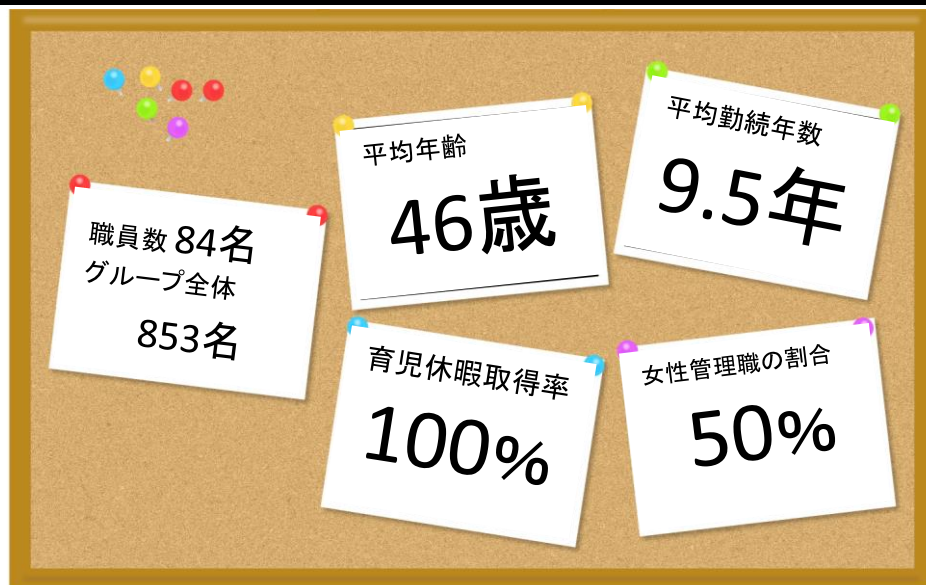 職員数 84名
グループ全体
853名
平均年齢
46歳
平均勤続年数
9.5年
育児休暇取得率
100%
女性管理職の割合
50%